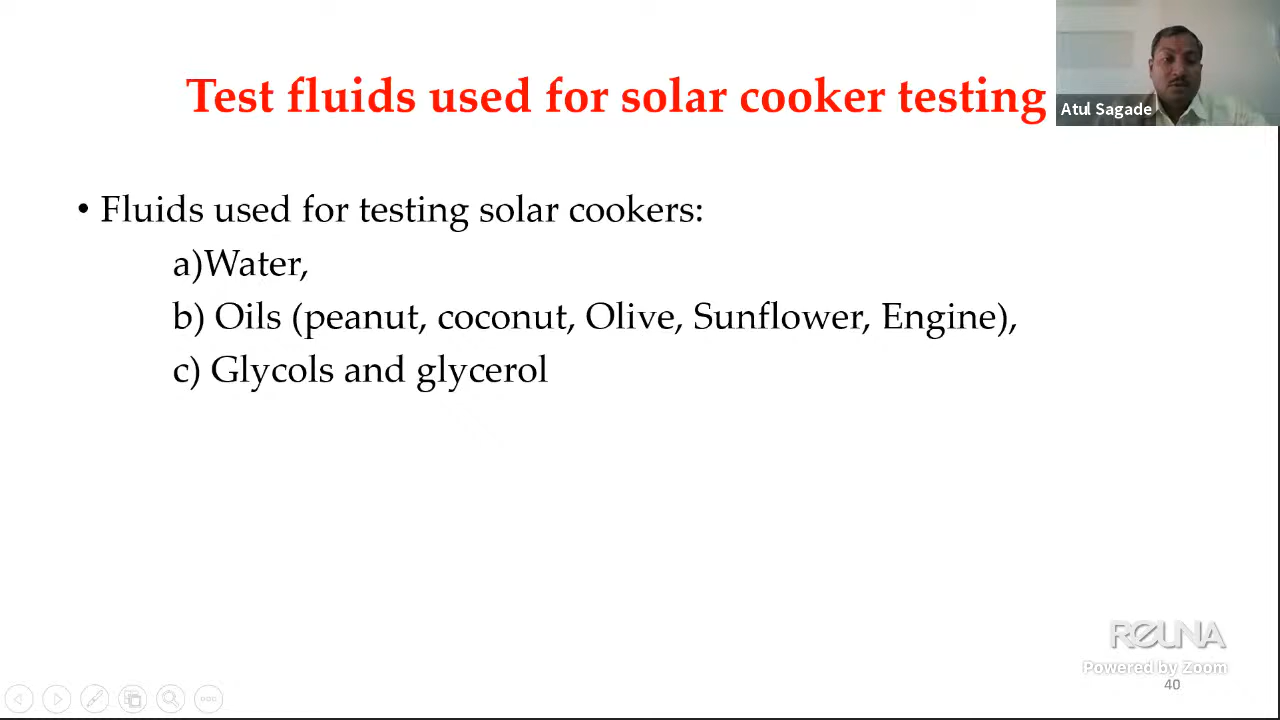 Test fluids used for solar cooker testing
Atul Sagade
• Fluids used for testing solar cookers:
a)Water,
b) Oils (peanut, coconut, Olive, Sunflower, Engine),
c) Glycols and glycerol
REUNA
Powered by Zoom
40